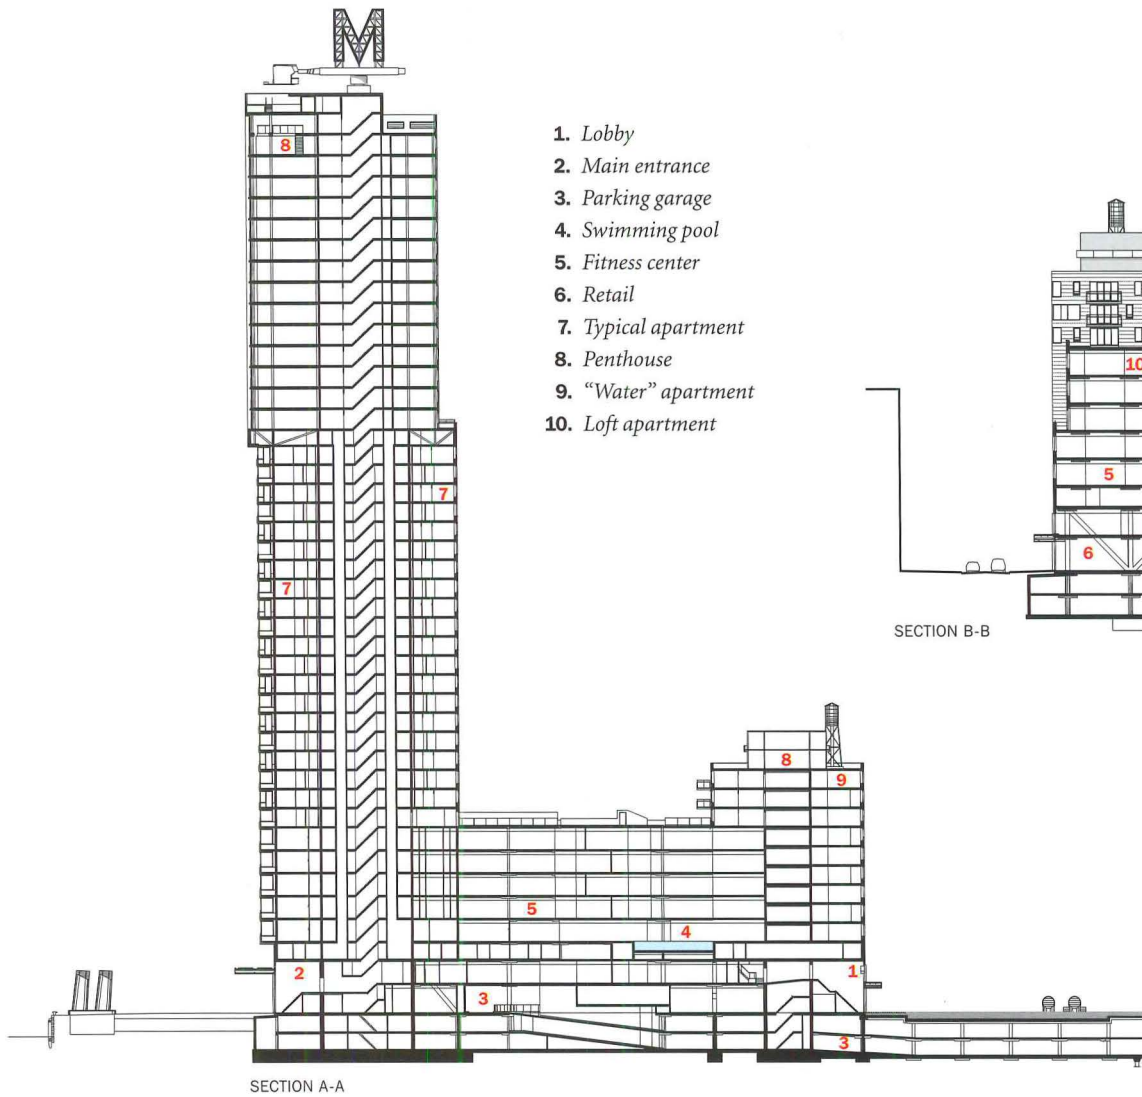 M
1. Lobby
2. Main entrance
3. Parking garage
4. Swimming pool
5. Fitness center
6. Retail
7. Typical apartment
8. Penthouse
9. “Water” apartment
10. Loft apartment
8
7
7
8
9
5
4
2
1
3
3
SECTION A-A
10
5
6
SECTION B-B